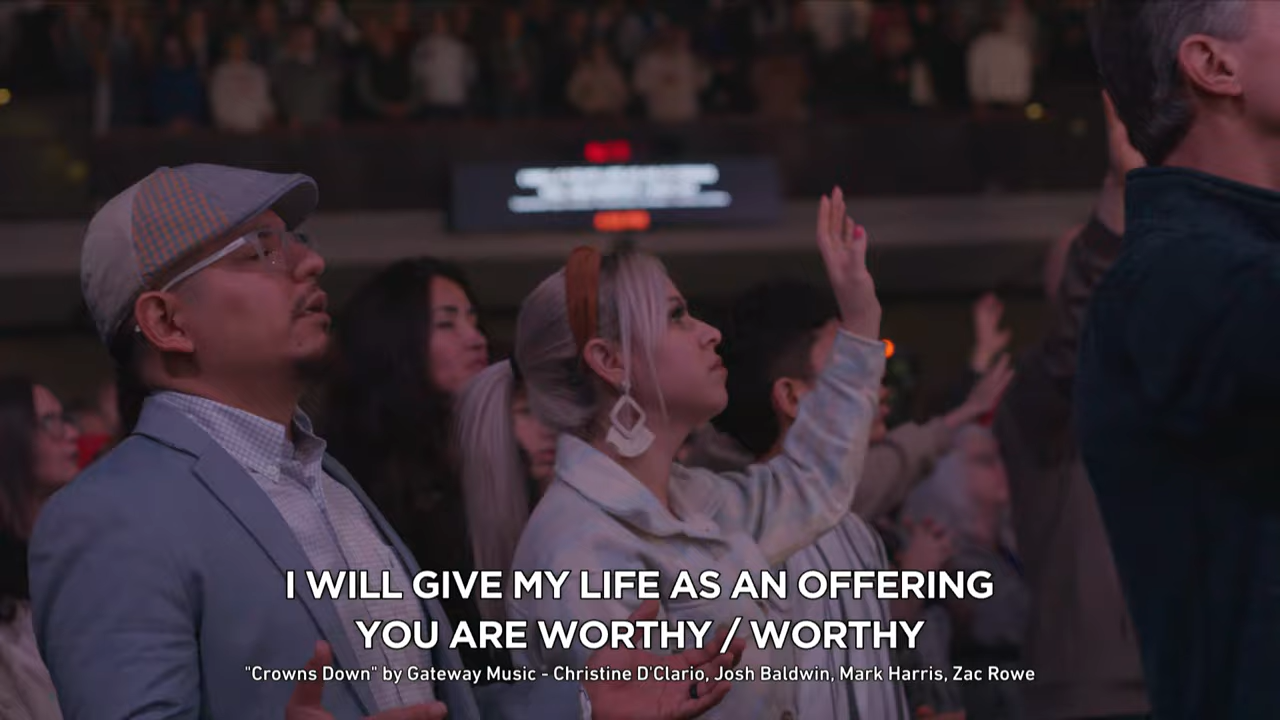 I WILL GIVE MY LIFE AS AN OFFERING
YOU ARE WORTHY / WORTHY
"Crowns Down" by Gateway Music - Christine D'Clario, Josh Baldwin, Mark Harris, Zac Rowe